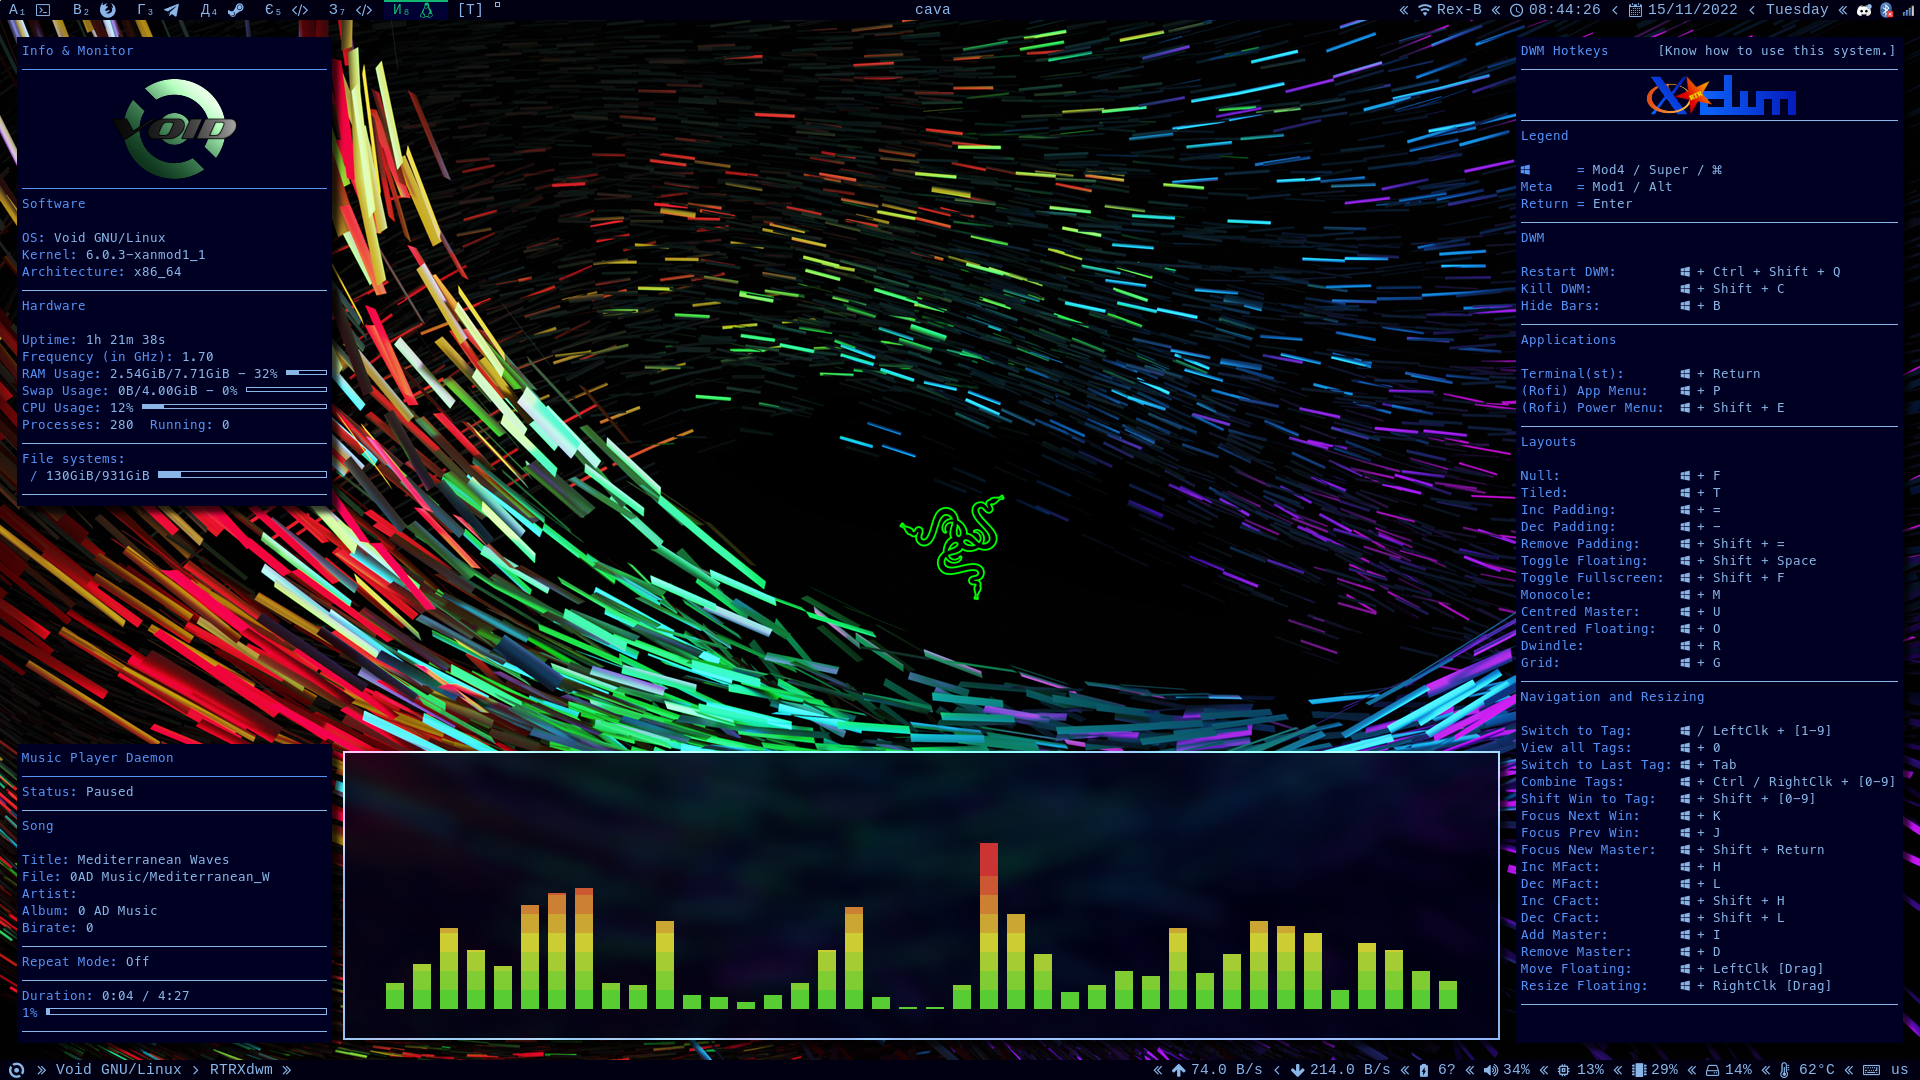 А₁ В₂ Г₃ Д₄ Є₅ </> З₇ </> И₈ [T]
cava
« Rex-B « 08:44:26 < 15/11/2022 < Tuesday «
Info & Monitor
VOID
Software
OS: Void GNU/Linux
Kernel: 6.0.3-xanmod1_1
Architecture: x86_64
Hardware
Uptime: 1h 21m 38s
Frequency (in GHz): 1.70
RAM Usage: 2.54GiB/7.71GiB - 32%
Swap Usage: 0B/4.00GiB - 0%
CPU Usage: 12%
Processes: 280 Running: 0
File systems:
/ 130GiB/931GiB
Music Player Daemon
Status: Paused
Song
Title: Mediterranean Waves
File: 0AD Music/Mediterranean_W
Artist:
Album: 0 AD Music
Birate: 0
Repeat Mode: Off
Duration: 0:04 / 4:27
1%
DWM Hotkeys [Know how to use this system.]
X dwm
Legend
= Mod4 / Super / ⌘
Meta = Mod1 / Alt
Return = Enter
DWM
Restart DWM: + Ctrl + Shift + Q
Kill DWM: + Shift + C
Hide Bars: + B
Applications
Terminal(st): + Return
(Rofi) App Menu: + P
(Rofi) Power Menu: + Shift + E
Layouts
Null: + F
Tiled: + T
Inc Padding: + =
Dec Padding: + -
Remove Padding: + Shift + =
Toggle Floating: + Shift + Space
Toggle Fullscreen: + Shift + F
Monocole: + M
Centred Master: + U
Centred Floating: + O
Dwindle: + R
Grid: + G
Navigation and Resizing
Switch to Tag: / LeftClk + [1-9]
View all Tags: + 0
Switch to Last Tag: + Tab
Combine Tags: + Ctrl / RightClk + [0-9]
Shift Win to Tag: + Shift + [0-9]
Focus Next Win: + K
Focus Prev Win: + J
Focus New Master: + Shift + Return
Inc MFact: + H
Dec MFact: + L
Inc CFact: + Shift + H
Dec CFact: + Shift + L
Add Master: + I
Remove Master: + D
Move Floating: + LeftClk [Drag]
Resize Floating: + RightClk [Drag]
» Void GNU/Linux > RTRXdwm »
« 74.0 B/s < 214.0 B/s « 6? « 34% « 13% « 29% « 14% « 62°C « us